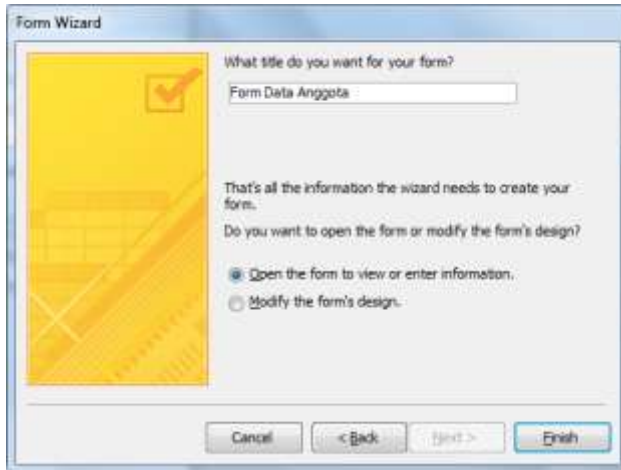 Form Wizard
What title do you want for your form?
Form Data Anggota
That's all the information the wizard needs to create your
form.
Do you want to open the form or modify the form's design?
Open the form to view or enter information.
Modify the form's design.
Cancel
< Back
Next >
Finish